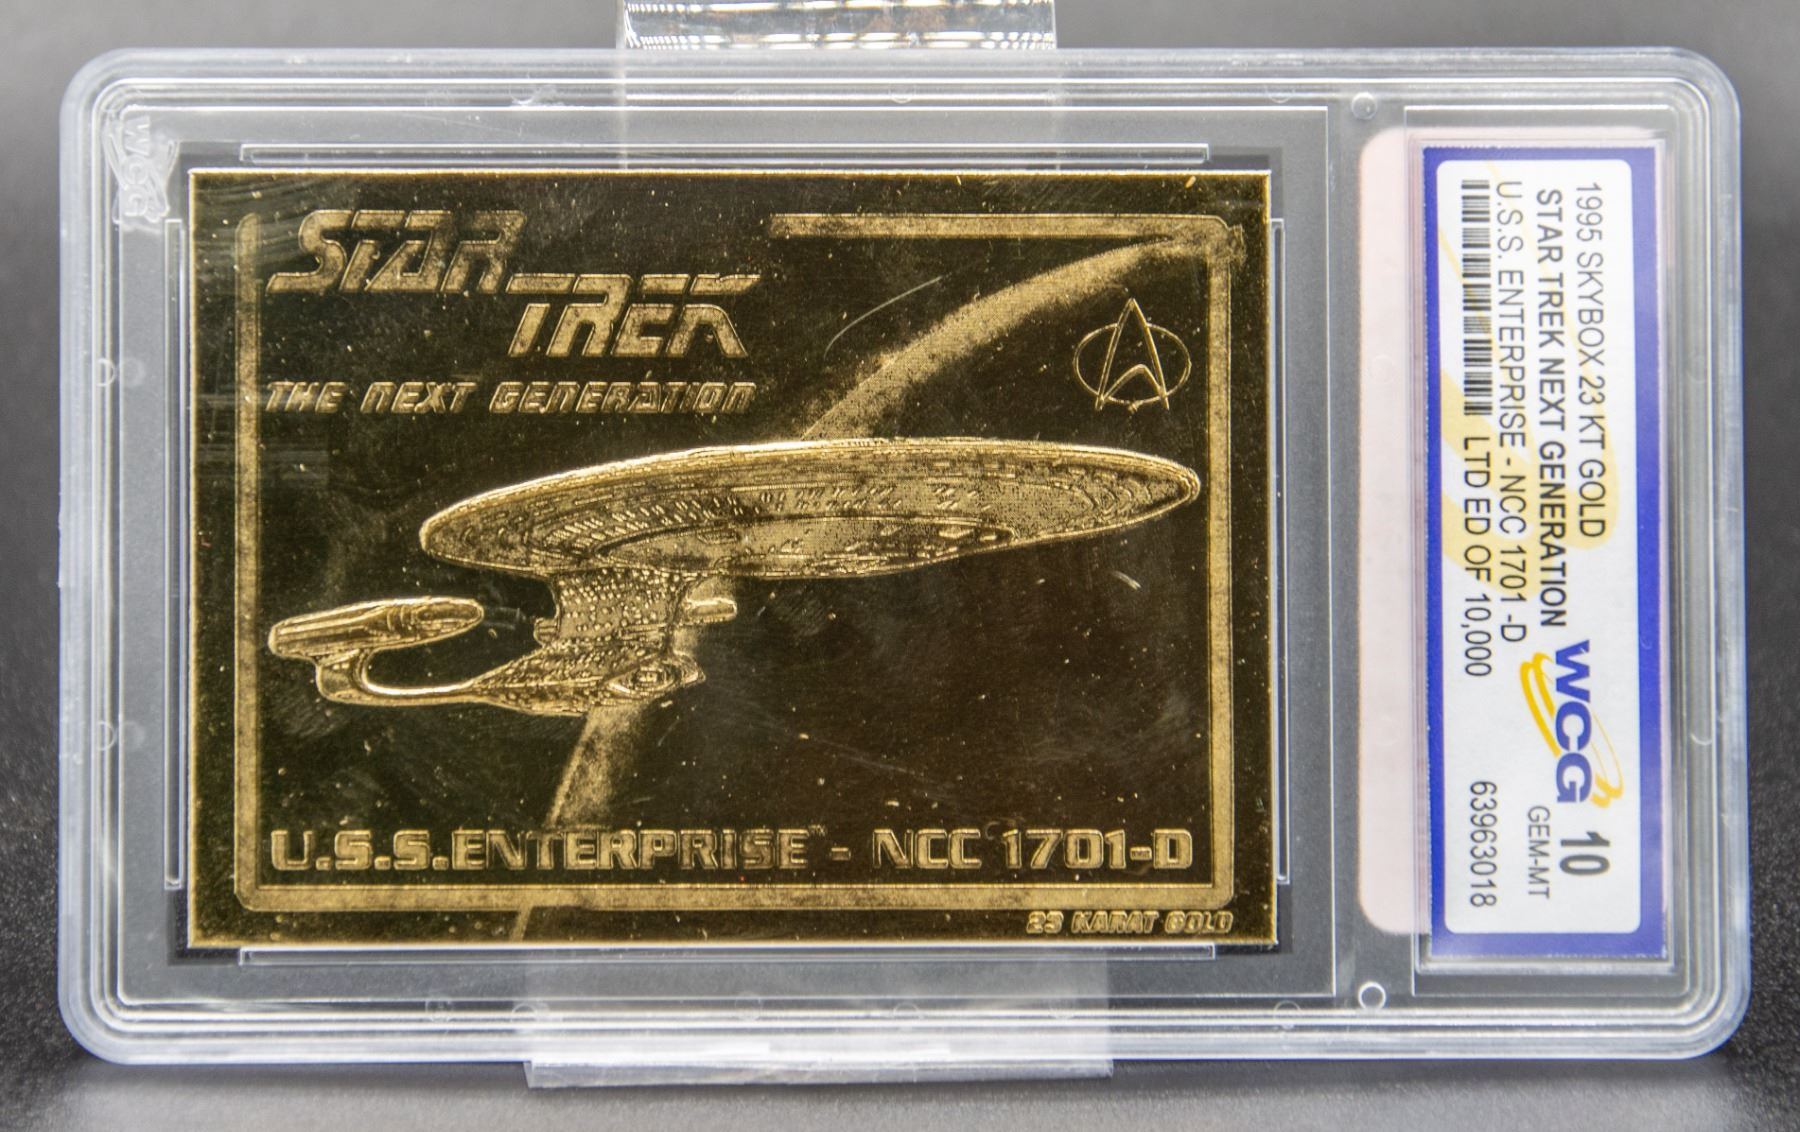 STAR
TREK
THE NEXT GENERATION
U.S.S. ENTERPRISE™ - NCC 1701-D
23 KARAT GOLD
WCG
1995 SKYBOX 23 KT GOLD
STAR TREK NEXT GENERATION
U.S.S. ENTERPRISE - NCC 1701 -D
LTD ED OF 10,000
WCG 10
GEM-MT
63963018